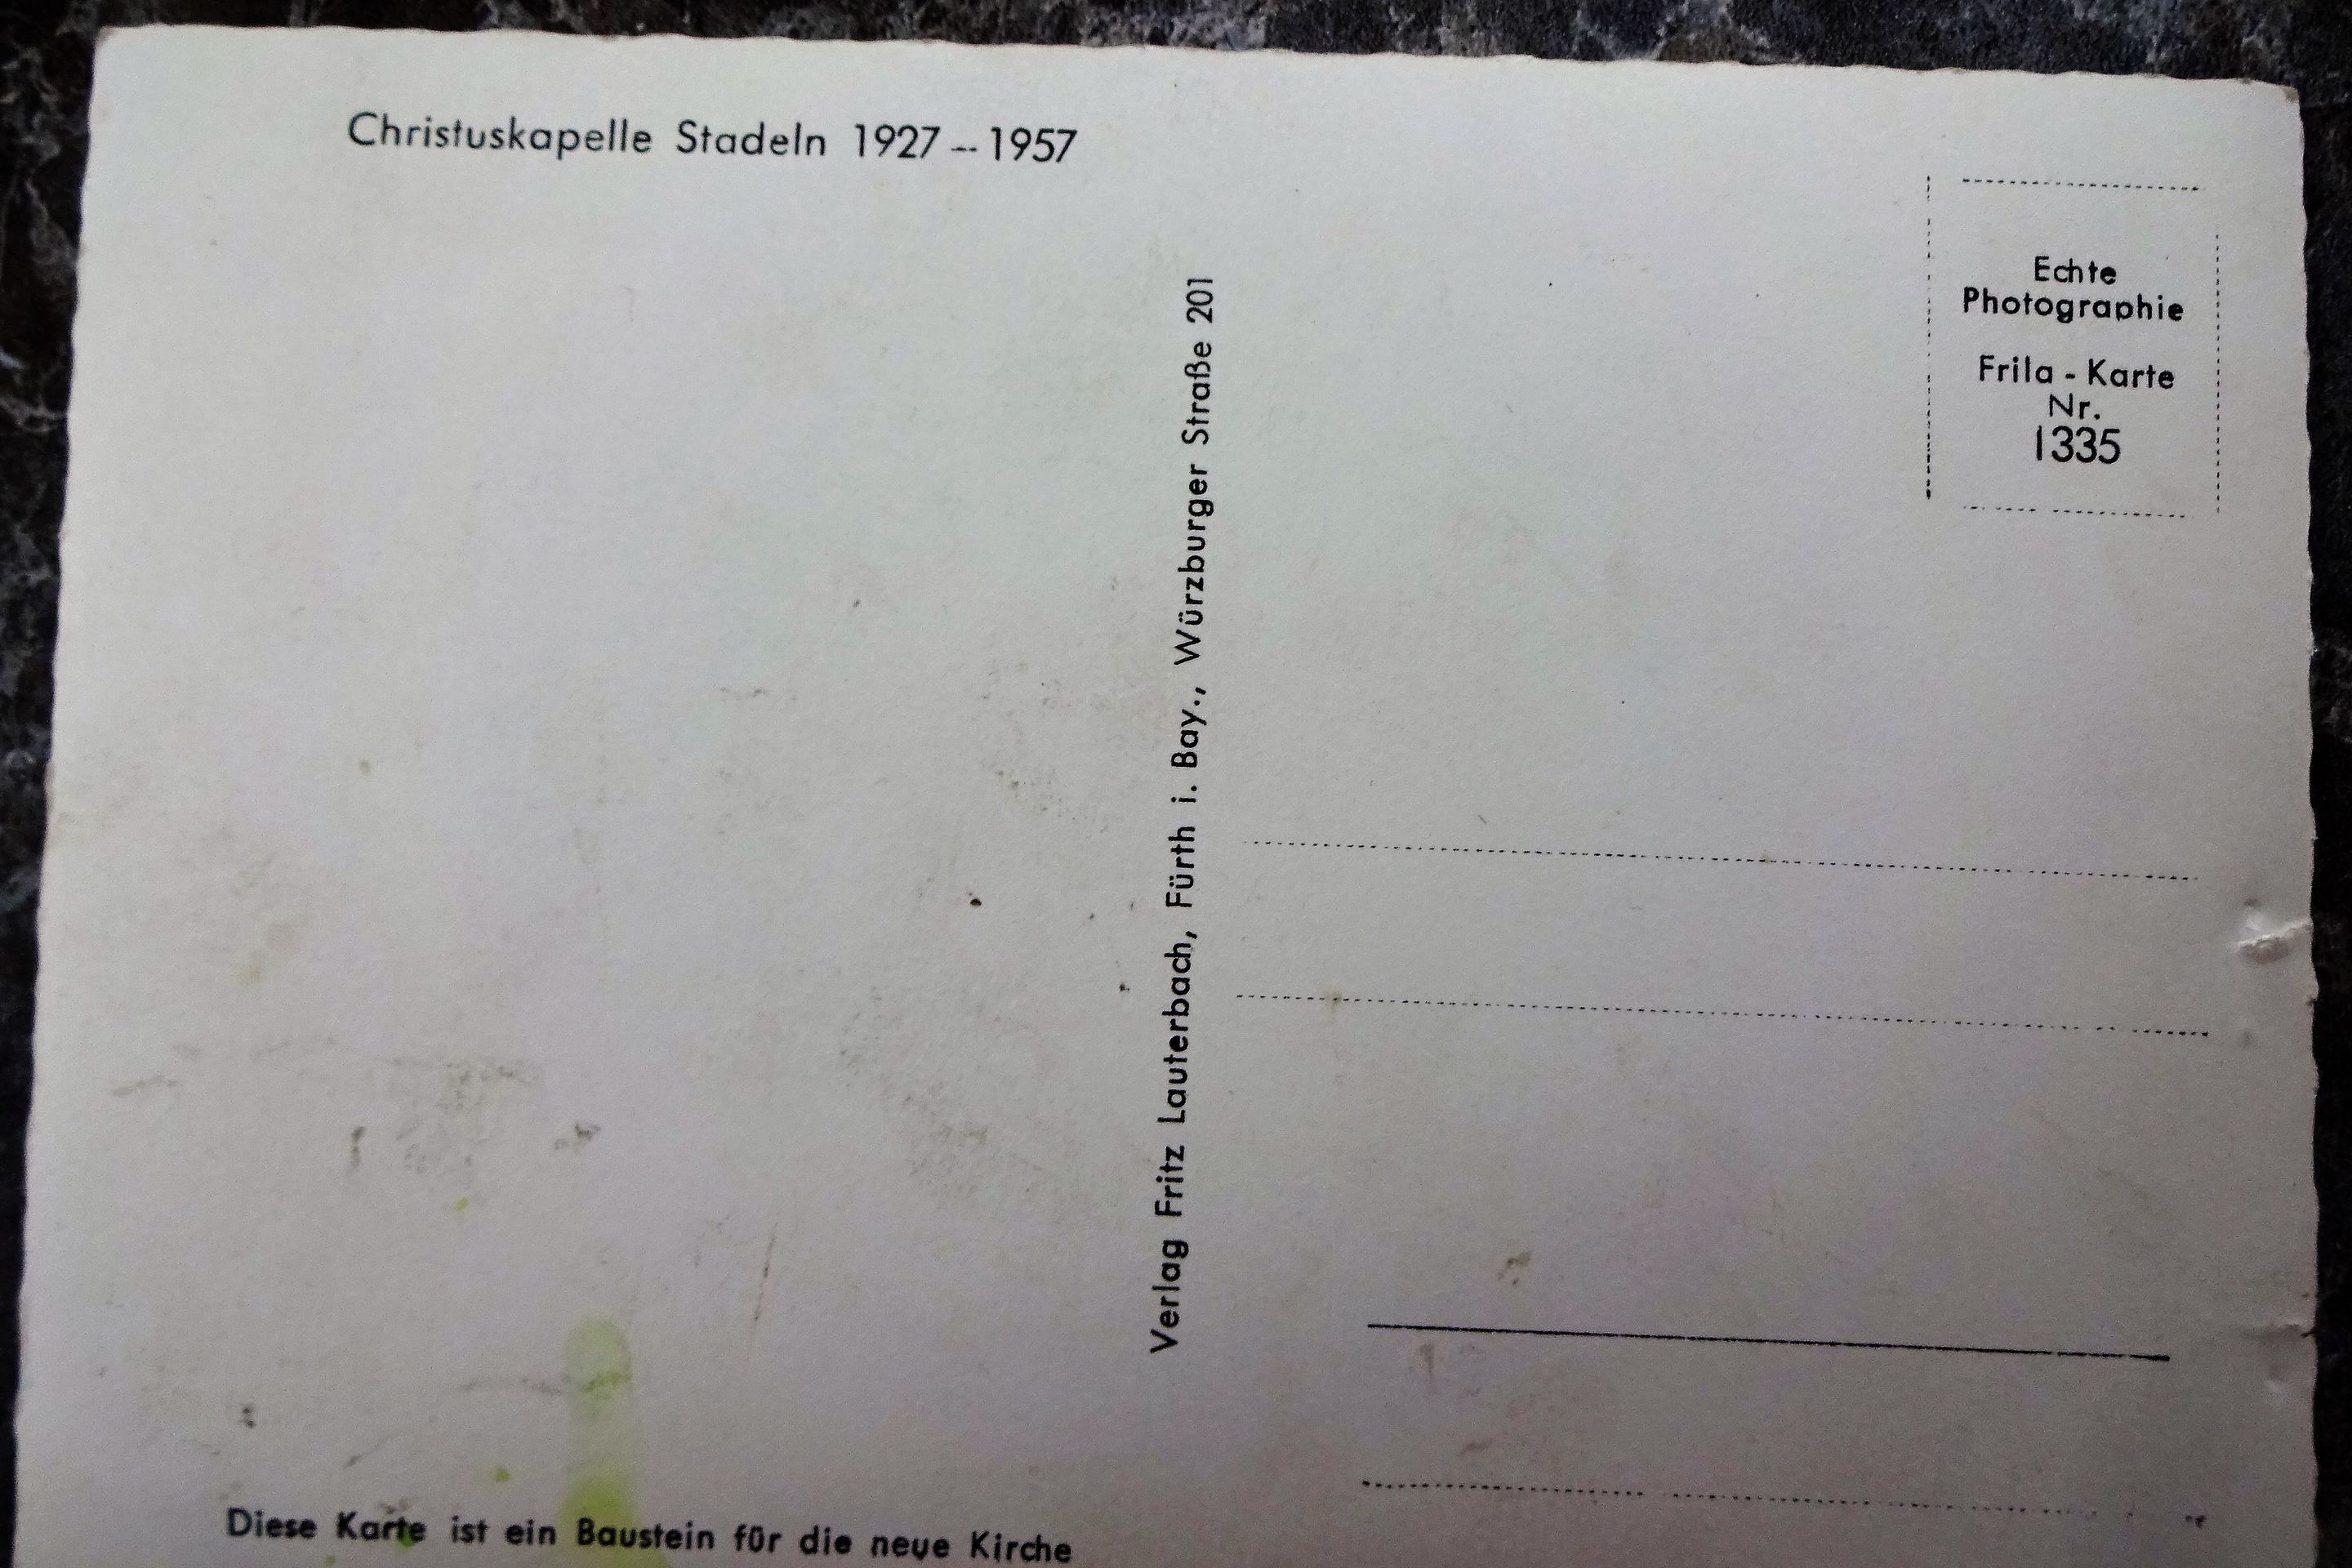 Christuskapelle Stadeln 1927 -- 1957
Verlag Fritz Lauterbach, Fürth i. Bay., Würzburger Straße 201
Echte
Photographie
Frila - Karte
Nr.
1335
Diese Karte ist ein Baustein für die neue Kirche